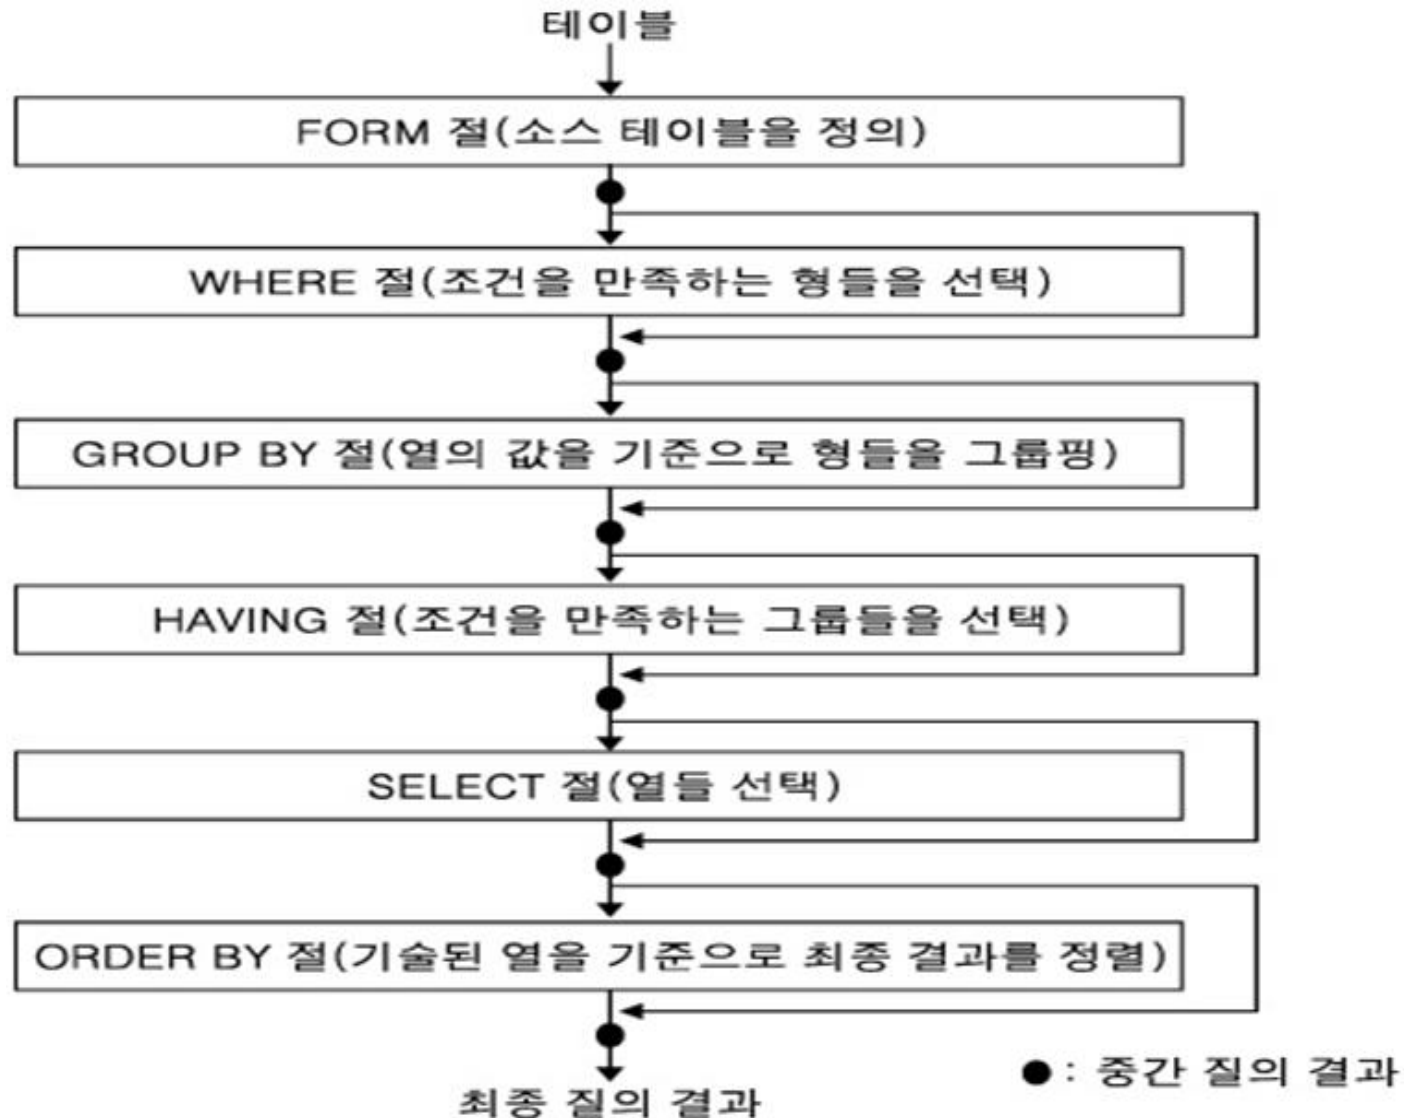 테이블
FORM 절(소스 테이블을 정의)
WHERE 절(조건을 만족하는 형들을 선택)
GROUP BY 절(열의 값을 기준으로 형들을 그룹핑)
HAVING 절(조건을 만족하는 그룹들을 선택)
SELECT 절(열들 선택)
ORDER BY 절(기술된 열을 기준으로 최종 결과를 정렬)
● : 중간 질의 결과
최종 질의 결과